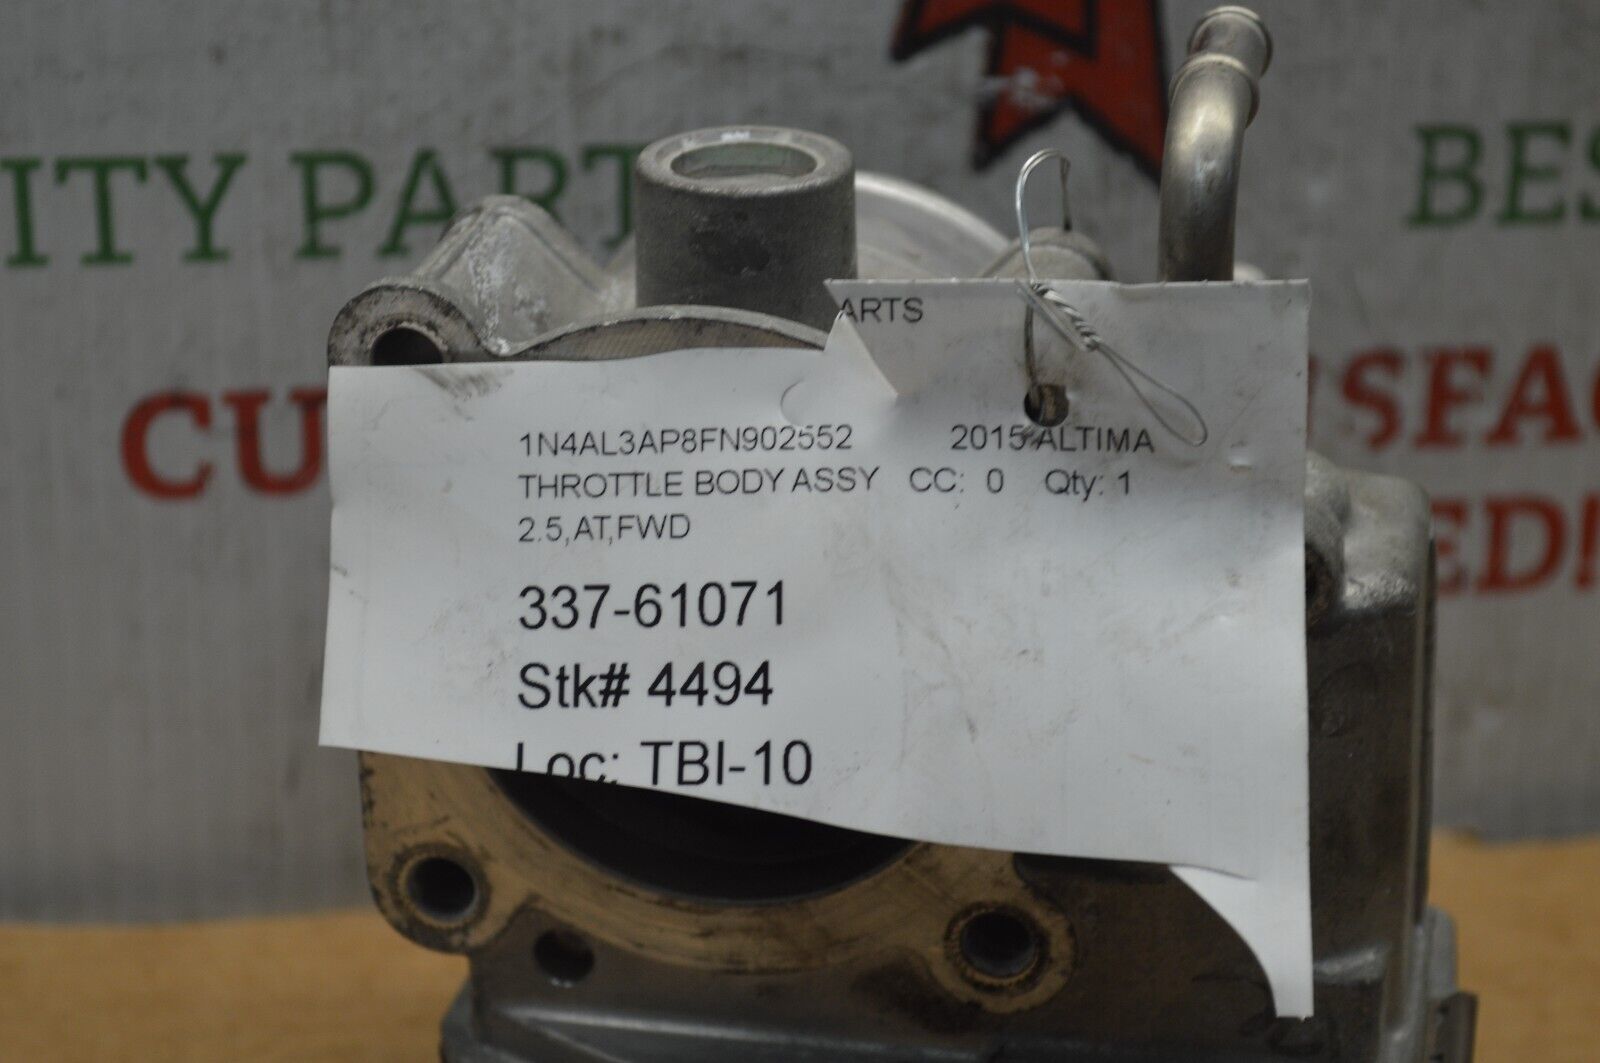 ITY PART
BES
CU
SFAC
ED!
ARTS
1N4AL3AP8FN902552 2015 ALTIMA
THROTTLE BODY ASSY CC: 0 Qty: 1
2.5,AT,FWD
337-61071
Stk# 4494
Loc: TBI-10